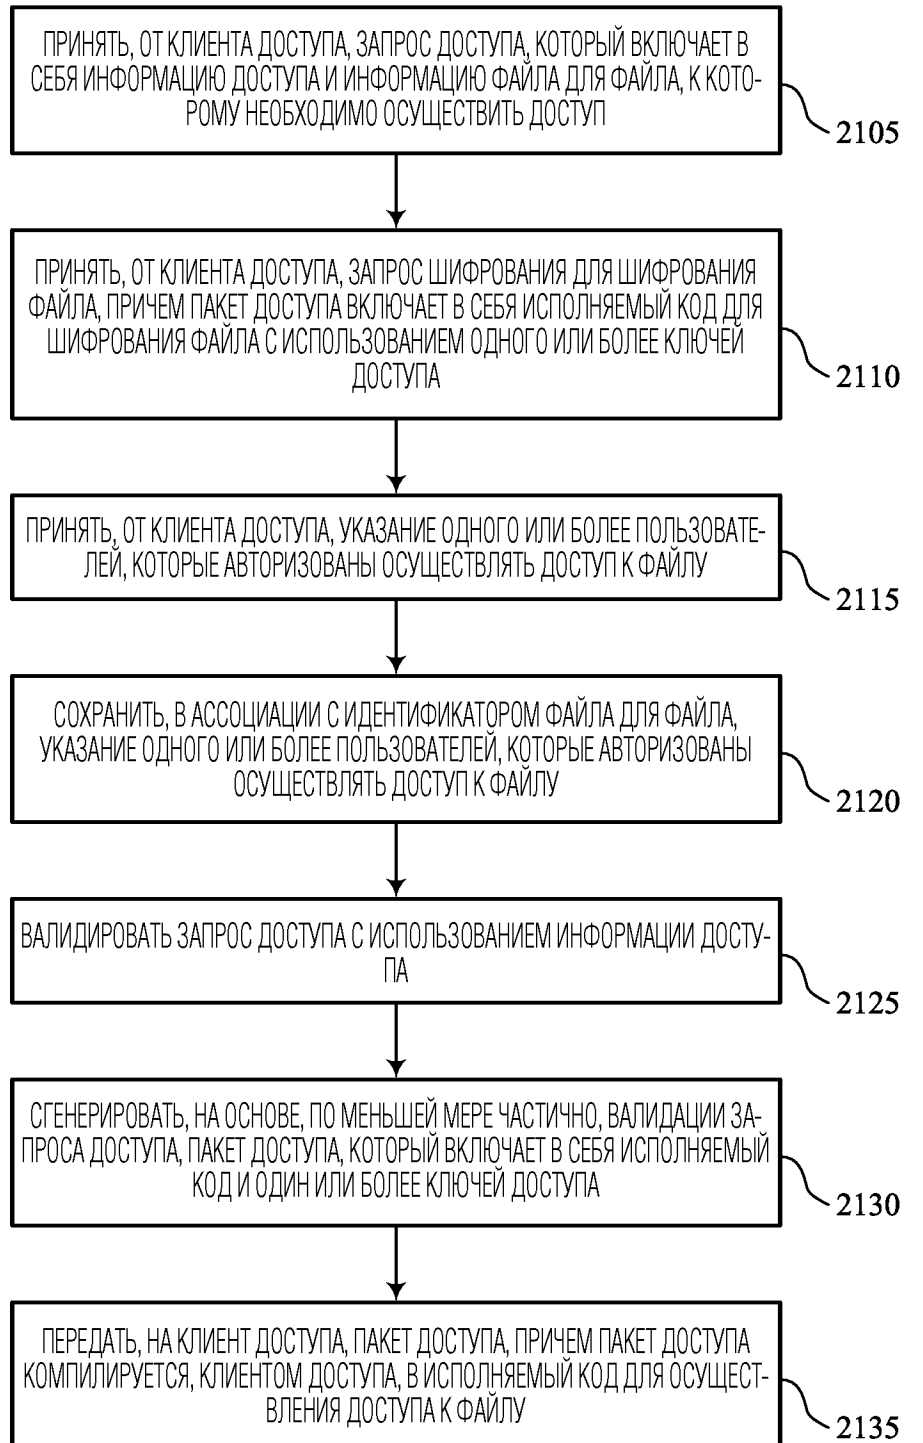 ПРИНЯТЬ, ОТ КЛИЕНТА ДОСТУПА, ЗАПРОС ДОСТУПА, КОТОРЫЙ ВКЛЮЧАЕТ В
СЕБЯ ИНФОРМАЦИЮ ДОСТУПА И ИНФОРМАЦИЮ ФАЙЛА ДЛЯ ФАЙЛА, К КОТО-
РОМУ НЕОБХОДИМО ОСУЩЕСТВИТЬ ДОСТУП
2105
ПРИНЯТЬ, ОТ КЛИЕНТА ДОСТУПА, ЗАПРОС ШИФРОВАНИЯ ДЛЯ ШИФРОВАНИЯ
ФАЙЛА, ПРИЧЕМ ПАКЕТ ДОСТУПА ВКЛЮЧАЕТ В СЕБЯ ИСПОЛНЯЕМЫЙ КОД ДЛЯ
ШИФРОВАНИЯ ФАЙЛА С ИСПОЛЬЗОВАНИЕМ ОДНОГО ИЛИ БОЛЕЕ КЛЮЧЕЙ
ДОСТУПА
2110
ПРИНЯТЬ, ОТ КЛИЕНТА ДОСТУПА, УКАЗАНИЕ ОДНОГО ИЛИ БОЛЕЕ ПОЛЬЗОВАТЕ-
ЛЕЙ, КОТОРЫЕ АВТОРИЗОВАНЫ ОСУЩЕСТВЛЯТЬ ДОСТУП К ФАЙЛУ
2115
СОХРАНИТЬ, В АССОЦИАЦИИ С ИДЕНТИФИКАТОРОМ ФАЙЛА ДЛЯ ФАЙЛА,
УКАЗАНИЕ ОДНОГО ИЛИ БОЛЕЕ ПОЛЬЗОВАТЕЛЕЙ, КОТОРЫЕ АВТОРИЗОВАНЫ
ОСУЩЕСТВЛЯТЬ ДОСТУП К ФАЙЛУ
2120
ВАЛИДИРОВАТЬ ЗАПРОС ДОСТУПА С ИСПОЛЬЗОВАНИЕМ ИНФОРМАЦИИ ДОСТУ-
ПА
2125
СГЕНЕРИРОВАТЬ, НА ОСНОВЕ, ПО МЕНЬШЕЙ МЕРЕ ЧАСТИЧНО, ВАЛИДАЦИИ ЗА-
ПРОСА ДОСТУПА, ПАКЕТ ДОСТУПА, КОТОРЫЙ ВКЛЮЧАЕТ В СЕБЯ ИСПОЛНЯЕМЫЙ
КОД И ОДИН ИЛИ БОЛЕЕ КЛЮЧЕЙ ДОСТУПА
2130
ПЕРЕДАТЬ, НА КЛИЕНТ ДОСТУПА, ПАКЕТ ДОСТУПА, ПРИЧЕМ ПАКЕТ ДОСТУПА
КОМПИЛИРУЕТСЯ, КЛИЕНТОМ ДОСТУПА, В ИСПОЛНЯЕМЫЙ КОД ДЛЯ ОСУЩЕСТ-
ВЛЕНИЯ ДОСТУПА К ФАЙЛУ
2135